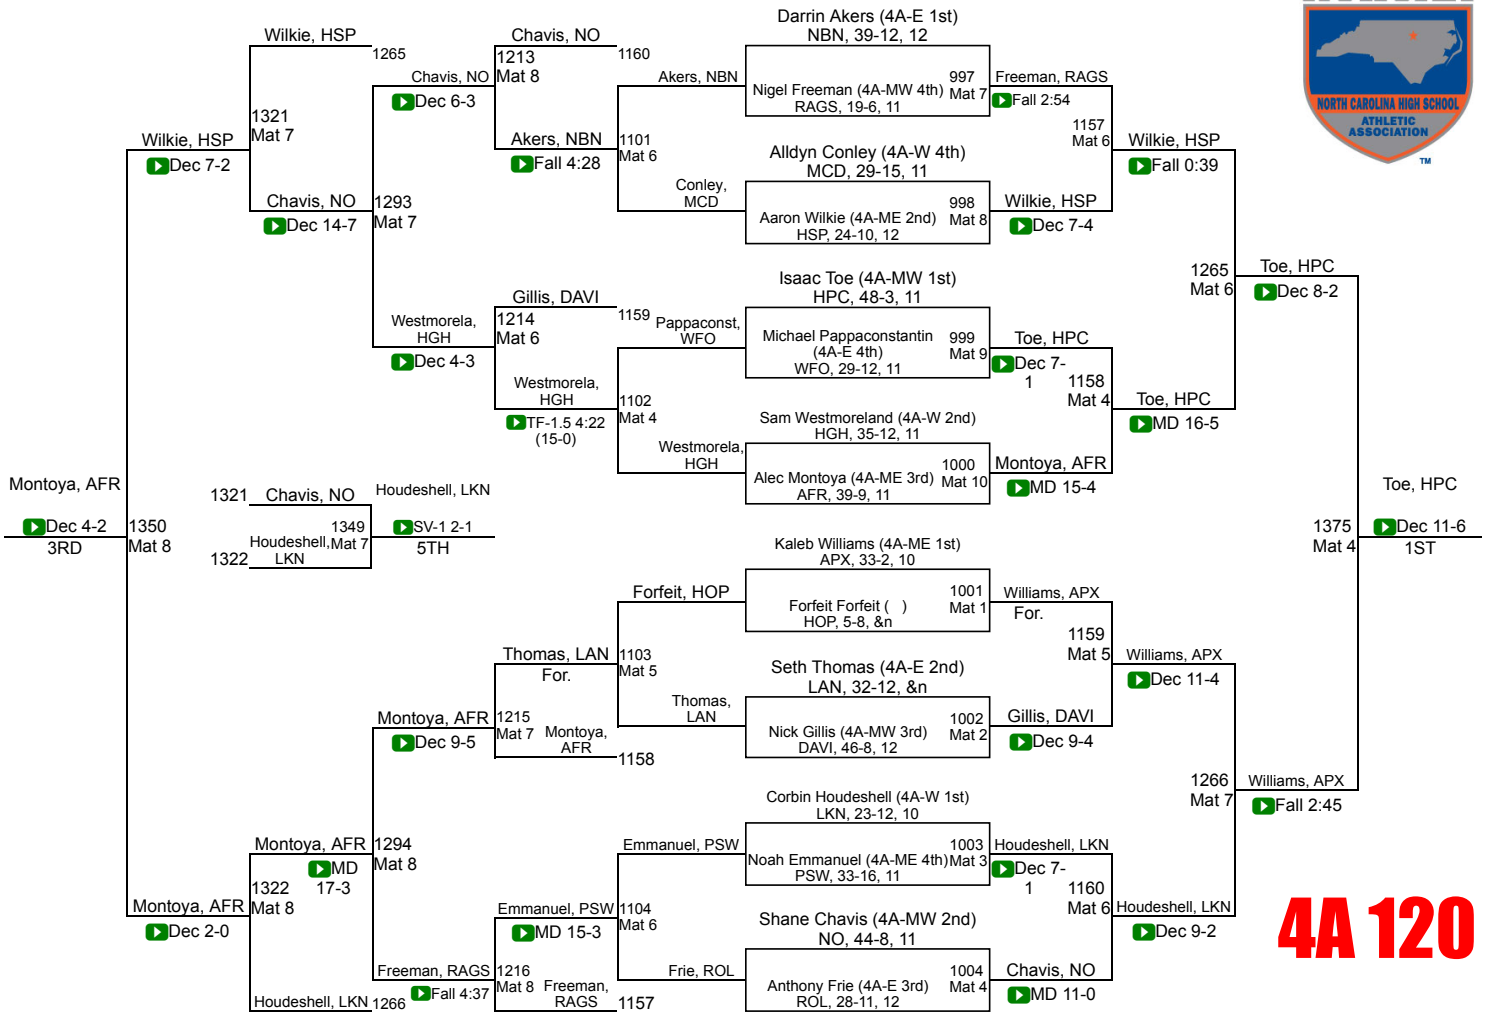 Darrin Akers (4A-E 1st)
NBN, 39-12, 12
Wilkie, HSP
1265
Chavis, NO
1160
1213
Mat 8
Chavis, NO
Dec 6-3
Akers, NBN
Nigel Freeman (4A-MW 4th)
RAGS, 19-6, 11
997
Mat 7
Freeman, RAGS
Fall 2:54
NORTH CAROLINA HIGH SCHOOL
ATHLETIC
ASSOCIATION
TM
1321
Mat 7
Wilkie, HSP
Dec 7-2
Akers, NBN
Fall 4:28
1101
Mat 6
1157
Mat 6
Wilkie, HSP
Fall 0:39
Alldyn Conley (4A-W 4th)
MCD, 29-15, 11
Conley,
MCD
Chavis, NO
Dec 14-7
1293
Mat 7
Aaron Wilkie (4A-ME 2nd)
HSP, 24-10, 12
998
Mat 8
Wilkie, HSP
Dec 7-4
Isaac Toe (4A-MW 1st)
HPC, 48-3, 11
1265
Mat 6
Toe, HPC
Dec 8-2
Gillis, DAVI
1159
1214
Mat 6
Westmorela,
HGH
Dec 4-3
Pappaconst,
WFO
Michael Pappaconstantin
(4A-E 4th)
WFO, 29-12, 11
999
Mat 9
Toe, HPC
Dec 7-
1
1158
Mat 4
Toe, HPC
MD 16-5
Westmorela,
HGH
TF-1.5 4:22
(15-0)
1102
Mat 4
Sam Westmoreland (4A-W 2nd)
HGH, 35-12, 11
Westmorela,
HGH
Alec Montoya (4A-ME 3rd)
AFR, 39-9, 11
1000
Mat 10
Montoya, AFR
MD 15-4
Montoya, AFR
Dec 4-2
3RD
1350
Mat 8
1321
Chavis, NO
1349
Mat 7
Houdeshell,
LKN
1322
Houdeshell, LKN
SV-1 2-1
5TH
Toe, HPC
1375
Mat 4
Dec 11-6
1ST
Kaleb Williams (4A-ME 1st)
APX, 33-2, 10
Forfeit, HOP
Forfeit Forfeit ( )
HOP, 5-8, &n
1001
Mat 1
Williams, APX
For.
Thomas, LAN
For.
1103
Mat 5
1159
Mat 5
Williams, APX
Dec 11-4
Seth Thomas (4A-E 2nd)
LAN, 32-12, &n
Thomas,
LAN
Montoya, AFR
Dec 9-5
1215
Mat 7
Montoya,
AFR
1158
Nick Gillis (4A-MW 3rd)
DAVI, 46-8, 12
1002
Mat 2
Gillis, DAVI
Dec 9-4
1266
Mat 7
Williams, APX
Fall 2:45
Corbin Houdeshell (4A-W 1st)
LKN, 23-12, 10
Montoya, AFR
MD
17-3
1294
Mat 8
Emmanuel, PSW
Noah Emmanuel (4A-ME 4th)
PSW, 33-16, 11
1003
Mat 3
Houdeshell, LKN
Dec 7-
1
1160
Mat 6
Houdeshell, LKN
Dec 9-2
1322
Mat 8
Montoya, AFR
Dec 2-0
Emmanuel, PSW
MD 15-3
1104
Mat 6
Shane Chavis (4A-MW 2nd)
NO, 44-8, 11
Frie, ROL
Anthony Frie (4A-E 3rd)
ROL, 28-11, 12
1004
Mat 4
Chavis, NO
MD 11-0
Freeman, RAGS
Fall 4:37
1216
Mat 8
Freeman,
RAGS
1157
Houdeshell, LKN
1266
4A 120